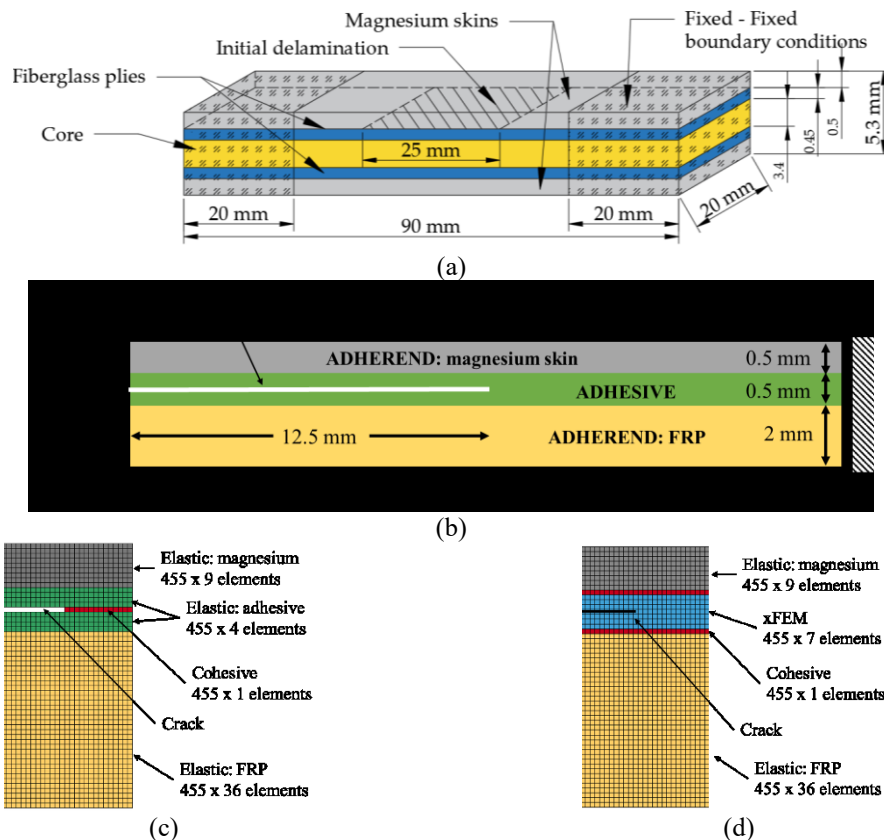 Magnesium skins
Initial delamination
Fixed - Fixed
boundary conditions
Fiberglass plies
Core
25 mm
20 mm
90 mm
20 mm
20 mm
3.4
0.45
0.5
5.3 mm
(a)
ADHEREND: magnesium skin
0.5 mm
ADHESIVE
0.5 mm
12.5 mm
ADHEREND: FRP
2 mm
(b)
Elastic: magnesium
455 x 9 elements
Elastic: adhesive
455 x 4 elements
Cohesive
455 x 1 elements
Crack
Elastic: FRP
455 x 36 elements
(c)
Elastic: magnesium
455 x 9 elements
xFEM
455 x 7 elements
Cohesive
455 x 1 elements
Crack
Elastic: FRP
455 x 36 elements
(d)